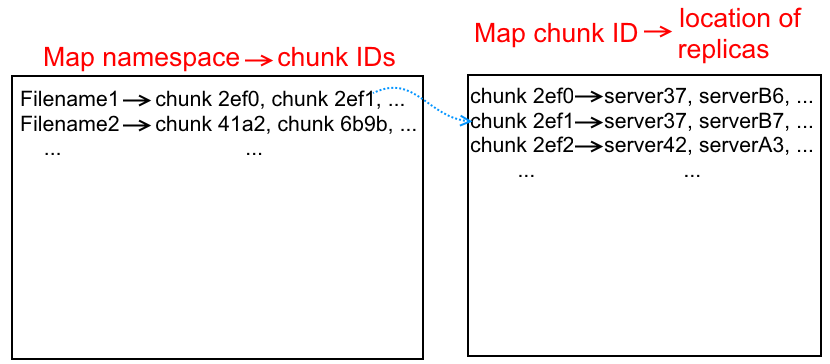 Map namespace → chunk IDs
Filename1 → chunk 2ef0, chunk 2ef1, ...
Filename2 → chunk 41a2, chunk 6b9b, ...
... ...
Map chunk ID → location of
replicas
chunk 2ef0 → server37, serverB6, ...
chunk 2ef1 → server37, serverB7, ...
chunk 2ef2 → server42, serverA3, ...
... ...